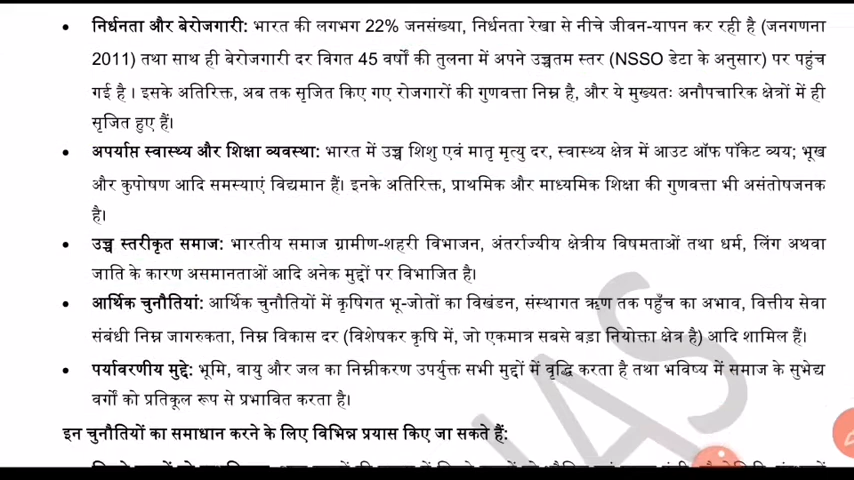 • निर्धनता और बेरोजगारी: भारत की लगभग 22% जनसंख्या, निर्धनता रेखा से नीचे जीवन-यापन कर रही है (जनगणना
2011) तथा साथ ही बेरोजगारी दर विगत 45 वर्षों की तुलना में अपने उच्चतम स्तर (NSSO डेटा के अनुसार) पर पहुंच
गई है। इसके अतिरिक्त, अब तक सृजित किए गए रोजगारों की गुणवत्ता निम्न है, और ये मुख्यतः अनौपचारिक क्षेत्रों में ही
सृजित हुए हैं।
• अपर्याप्त स्वास्थ्य और शिक्षा व्यवस्था: भारत में उच्च शिशु एवं मातृ मृत्यु दर, स्वास्थ्य क्षेत्र में आउट ऑफ पॉकेट व्यय; भूख
और कुपोषण आदि समस्याएं विद्यमान हैं। इनके अतिरिक्त, प्राथमिक और माध्यमिक शिक्षा की गुणवत्ता भी असंतोषजनक
है।
• उच्च स्तरीकृत समाज: भारतीय समाज ग्रामीण-शहरी विभाजन, अंतर्राज्यीय क्षेत्रीय विषमताओं तथा धर्म, लिंग अथवा
जाति के कारण असमानताओं आदि अनेक मुद्दों पर विभाजित है।
• आर्थिक चुनौतियां: आर्थिक चुनौतियों में कृषिगत भू-जोतों का विखंडन, संस्थागत ऋण तक पहुँच का अभाव, वित्तीय सेवा
संबंधी निम्न जागरुकता, निम्न विकास दर (विशेषकर कृषि में, जो एकमात्र सबसे बड़ा नियोक्ता क्षेत्र है) आदि शामिल हैं।
• पर्यावरणीय मुद्दे: भूमि, वायु और जल का निम्नीकरण उपर्युक्त सभी मुद्दों में वृद्धि करता है तथा भविष्य में समाज के सुभेद्य
वर्गों को प्रतिकूल रूप से प्रभावित करता है।
इन चुनौतियों का समाधान करने के लिए विभिन्न प्रयास किए जा सकते हैं:
IAS